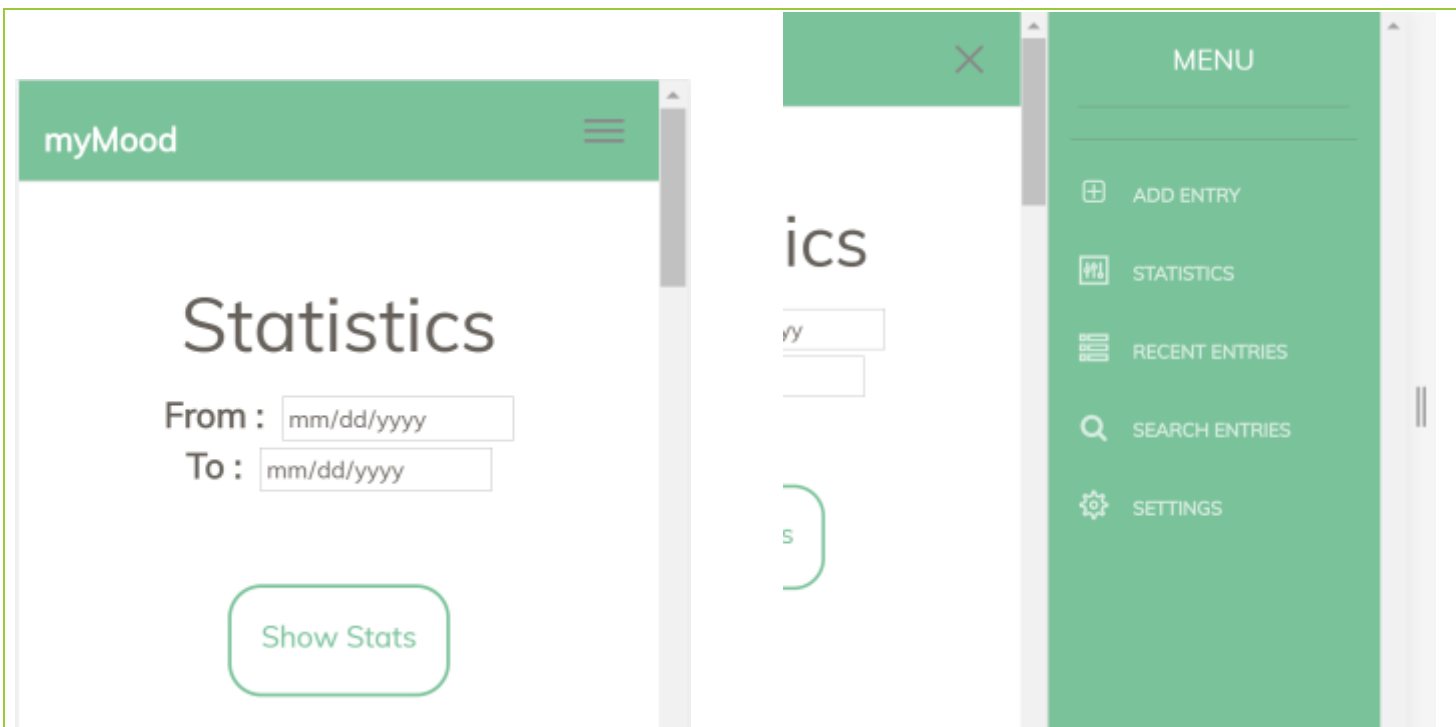 myMood
Statistics
From : mm/dd/yyyy
To : mm/dd/yyyy
Show Stats
ics
yy
s
MENU
ADD ENTRY
STATISTICS
RECENT ENTRIES
SEARCH ENTRIES
SETTINGS